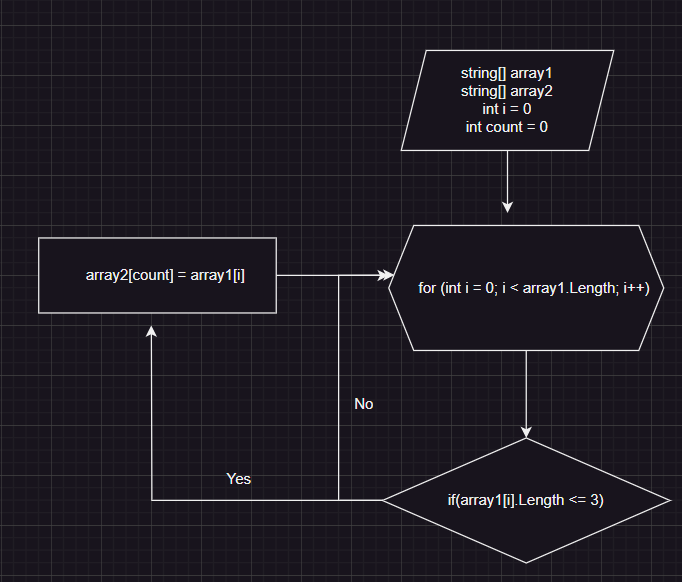 string[] array1
string[] array2
int i = 0
int count = 0
array2[count] = array1[i]
for (int i = 0; i < array1.Length; i++)
No
Yes
if(array1[i].Length <= 3)